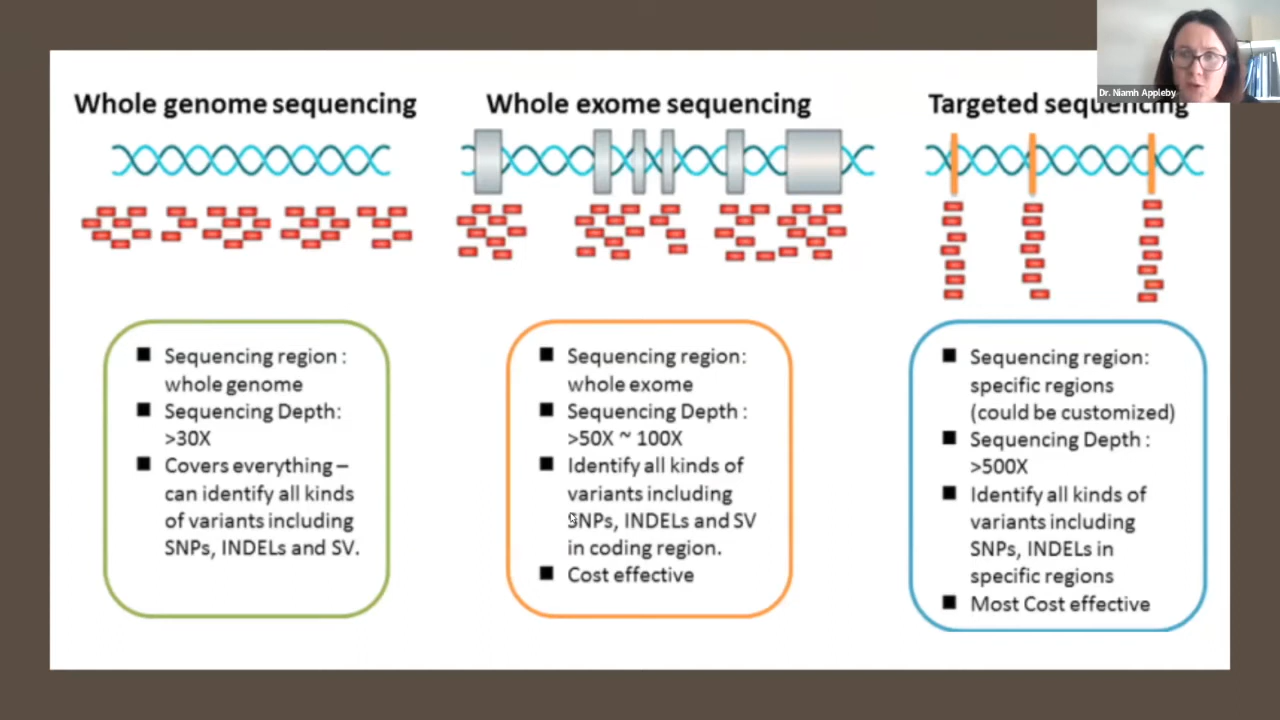 Whole genome sequencing
Sequencing region :
whole genome
Sequencing Depth:
>30X
Covers everything –
can identify all kinds
of variants including
SNPs, INDELs and SV.
Whole exome sequencing
Sequencing region:
whole exome
Sequencing Depth :
>50X ~ 100X
Identify all kinds of
variants including
SNPs, INDELs and SV
in coding region.
Cost effective
Targeted sequencing
Sequencing region:
specific regions
(could be customized)
Sequencing Depth :
>500X
Identify all kinds of
variants including
SNPs, INDELs in
specific regions
Most Cost effective
Dr. Niamh Appleby